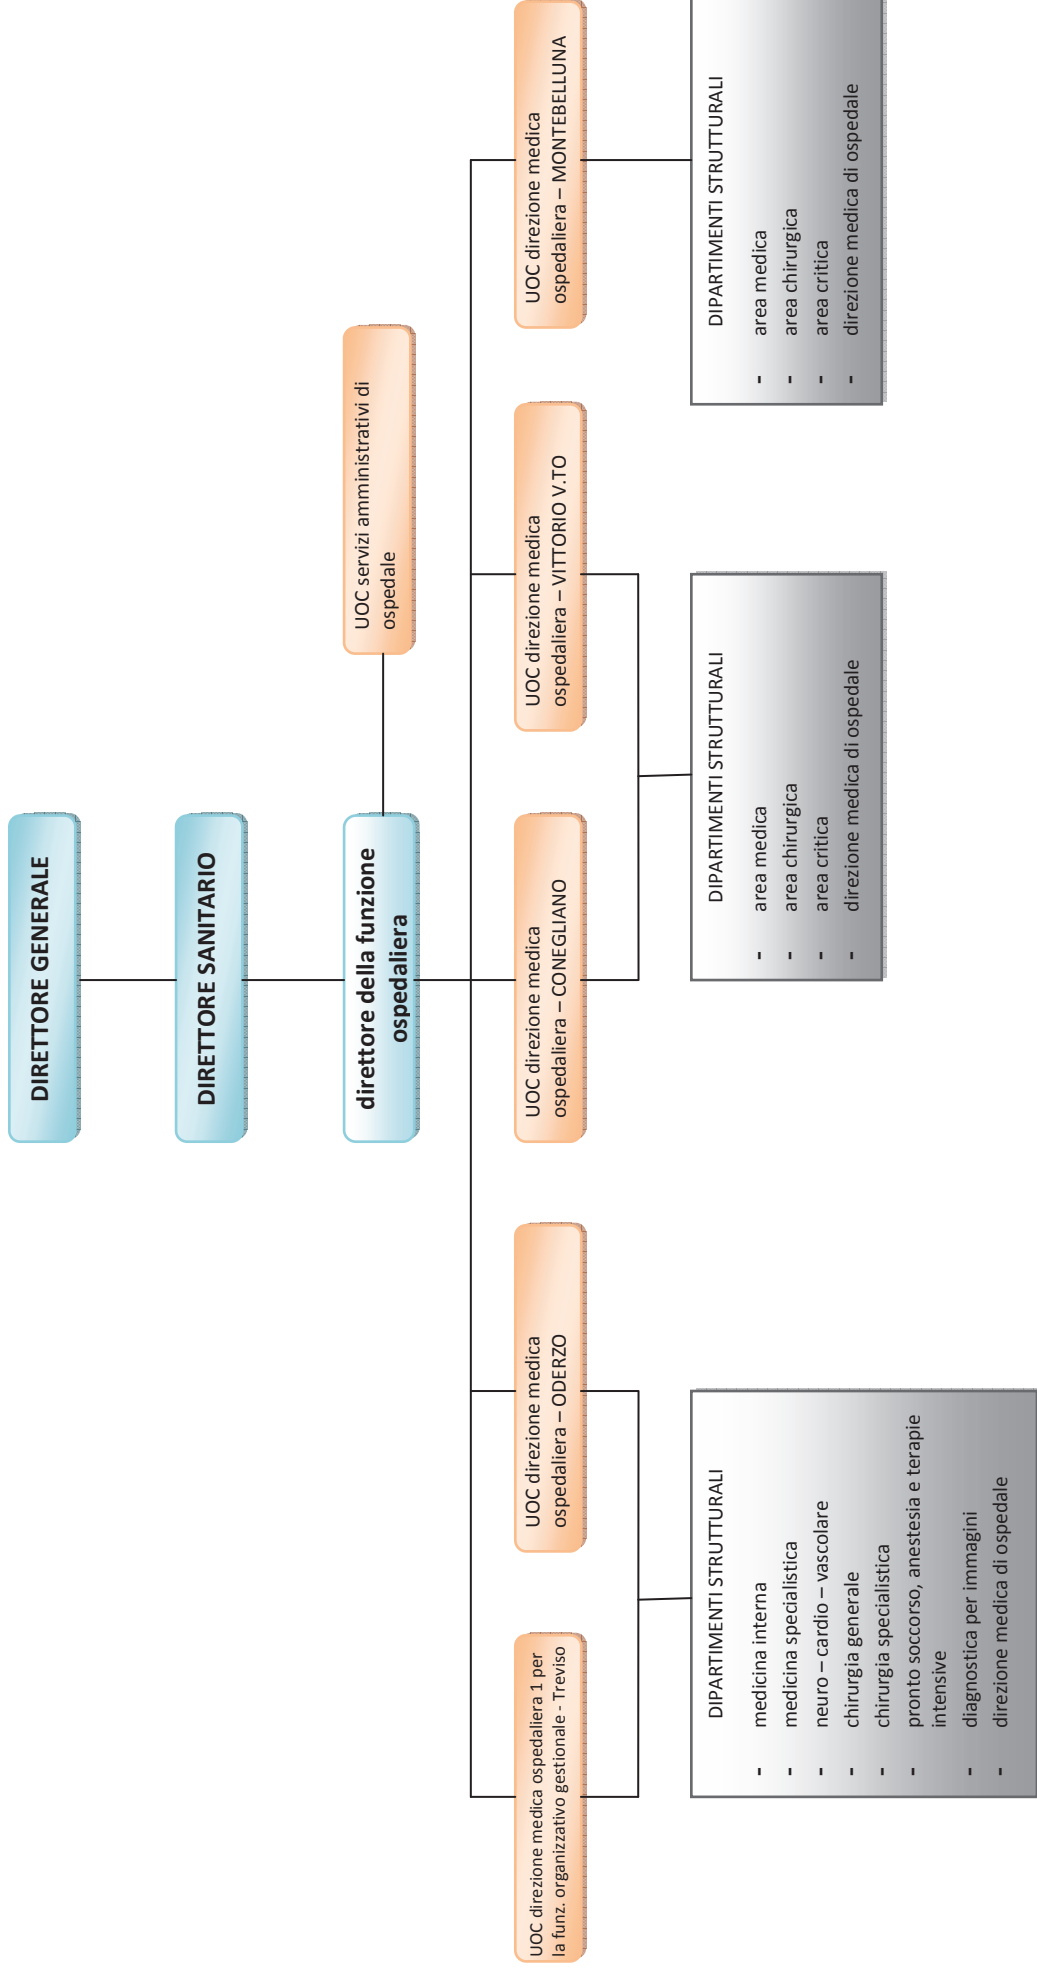 DIRETTORE GENERALE
DIRETTORE SANITARIO
direttore della funzione
ospedaliera
UOC servizi amministrativi di
ospedale
UOC direzione medica ospedaliera 1 per
la funz. organizzativo gestionale - Treviso
UOC direzione medica
ospedaliera – ODERZO
UOC direzione medica
ospedaliera – CONEGLIANO
UOC direzione medica
ospedaliera – VITTORIO V.TO
UOC direzione medica
ospedaliera – MONTEBELLUNA
DIPARTIMENTI STRUTTURALI
- medicina interna
- medicina specialistica
- neuro – cardio – vascolare
- chirurgia generale
- chirurgia specialistica
- pronto soccorso, anestesia e terapie
intensive
- diagnostica per immagini
- direzione medica di ospedale
DIPARTIMENTI STRUTTURALI
- area medica
- area chirurgica
- area critica
- direzione medica di ospedale
DIPARTIMENTI STRUTTURALI
- area medica
- area chirurgica
- area critica
- direzione medica di ospedale